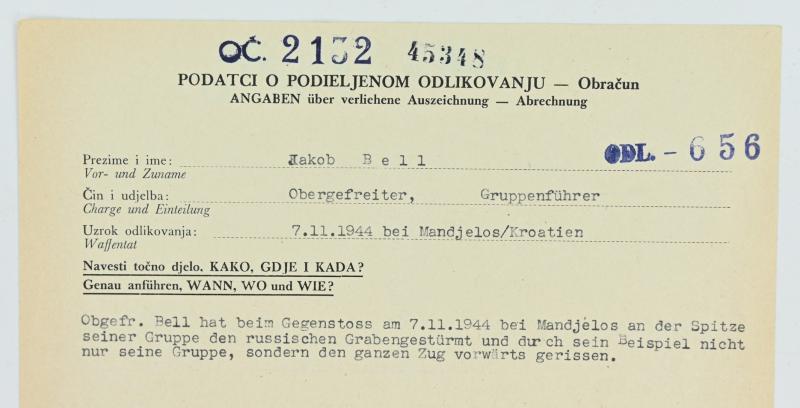 OČ. 2132 45348
PODATCI O PODIELJENOM ODLIKOVANJU — Obračun
ANGABEN über verliehene Auszeichnung — Abrechnung
ODL. - 656
Prezime i ime: Jakob Bell
Vor- und Zuname
Čin i udjelba: Obergefreiter, Gruppenführer
Charge und Einteilung
Uzrok odlikovanja: 7.11.1944 bei Mandjelos/Kroatien
Waffentat
Navesti točno djelo. KAKO, GDJE I KADA?
Genau anführen, WANN, WO und WIE?
Obgefr. Bell hat beim Gegenstoss am 7.11.1944 bei Mandjelos an der Spitze
seiner Gruppe den russischen Grabengestürmt und durch sein Beispiel nicht
nur seine Gruppe, sondern den ganzen Zug vorwärts gerissen.